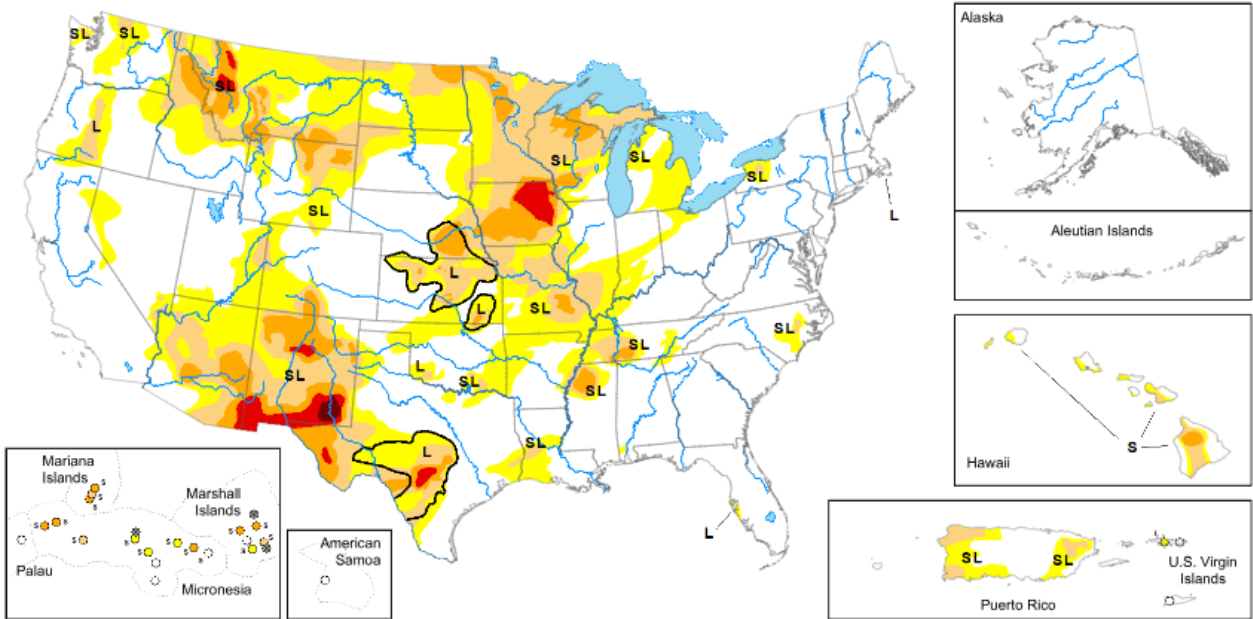 SL
SL
SL
L
SL
SL
SL
SL
L
L
L
SL
L
SL
SL
SL
SL
SL
SL
L
L
Alaska
Aleutian Islands
S
Hawaii
Mariana
Islands
Marshall
Islands
S
S
S
S
S
S
S
S
S
S
Palau
Micronesia
American
Samoa
SL
SL
L
U.S. Virgin
Islands
Puerto Rico